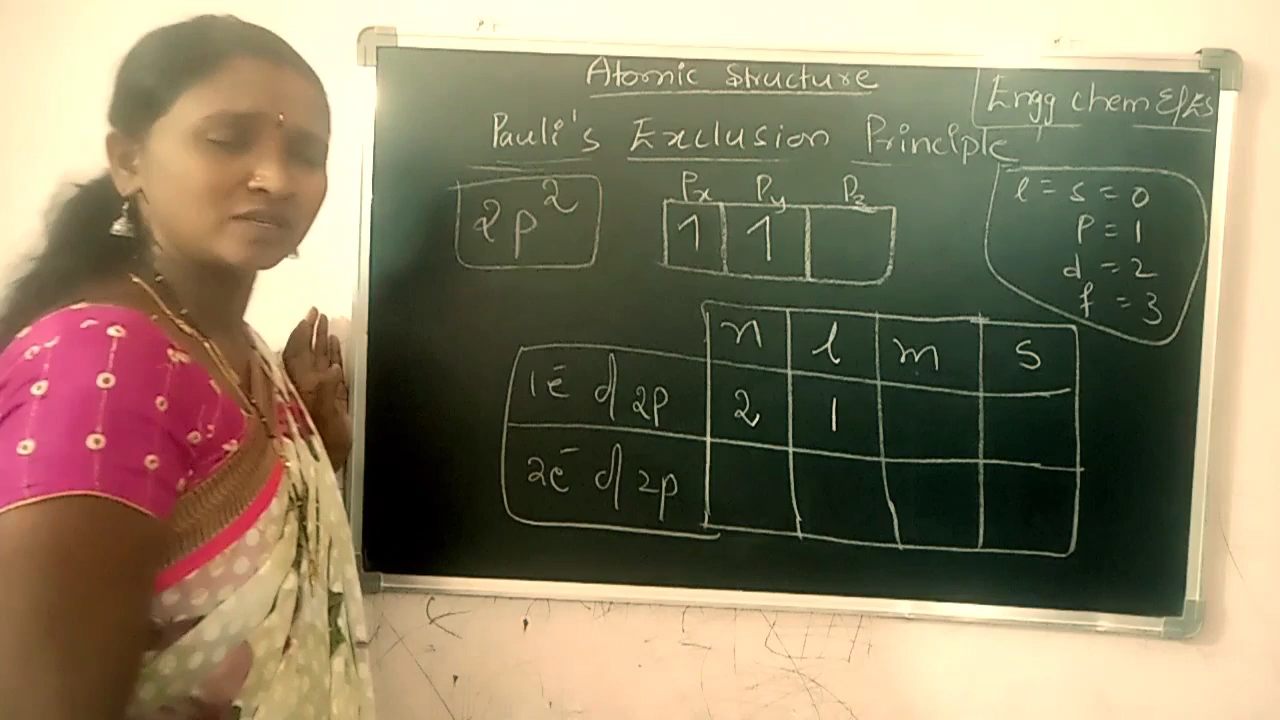 Atomic Structure
Engg chem E/Es
Pauli's Exclusion Principle
2p²
Px Py Pz
1 1
l = s = 0
p = 1
d = 2
f = 3
n l m s
1e⁻ of 2p 2 1
2e⁻ of 2p